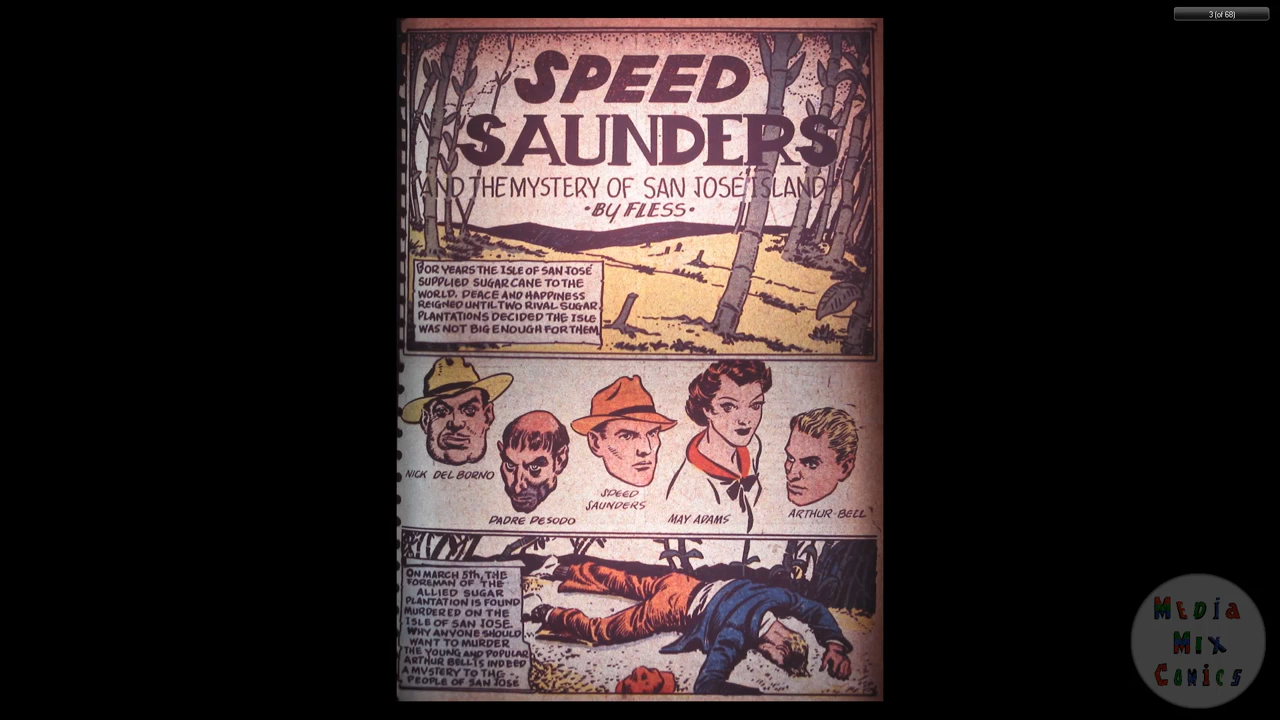 3 (of 68)
SPEED
SAUNDERS
AND THE MYSTERY OF SAN JOSÉ ISLAND
• BY FLESS •
FOR YEARS THE ISLE OF SAN JOSÉ
SUPPLIED SUGAR CANE TO THE
WORLD. PEACE AND HAPPINESS
REIGNED UNTIL TWO RIVAL SUGAR
PLANTATIONS DECIDED THE ISLE
WAS NOT BIG ENOUGH FOR THEM
NICK DEL BORNO
PADRE PESODO
SPEED
SAUNDERS
MAY ADAMS
ARTHUR BELL
ON MARCH 5th, THE
FOREMAN OF THE
ALLIED SUGAR
PLANTATION IS FOUND
MURDERED ON THE
ISLE OF SAN JOSE.
WHY ANYONE SHOULD
WANT TO MURDER
THE YOUNG AND POPULAR
ARTHUR BELL IS INDEED
A MYSTERY TO THE
PEOPLE OF SAN JOSE
MEDiA
MiX
COMiCS